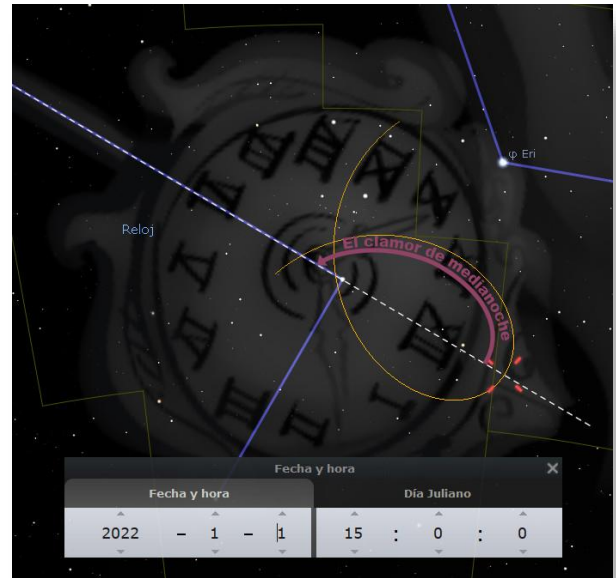 φ Eri
Reloj
El clamor de medianoche
Fecha y hora ×
Fecha y hora Día Juliano
2022 – 1 – 1 15 : 0 : 0